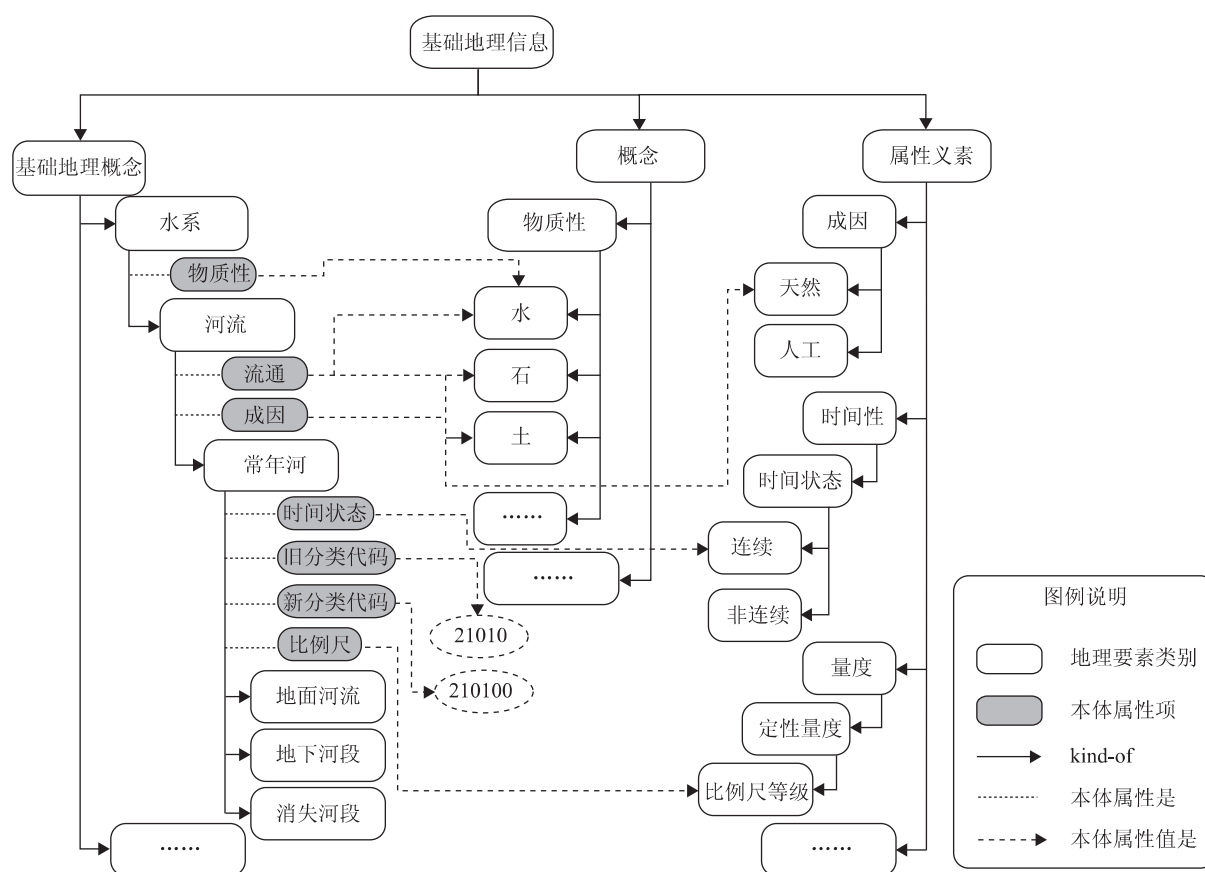 基础地理信息
基础地理概念
概念
属性义素
水系
物质性
成因
物质性
天然
水
河流
人工
流通
石
成因
时间性
土
常年河
时间状态
时间状态
……
连续
旧分类代码
……
图例说明
新分类代码
非连续
21010
比例尺
地理要素类别
量度
210100
地面河流
本体属性项
定性量度
地下河段
kind-of
比例尺等级
本体属性是
消失河段
本体属性值是
……
……